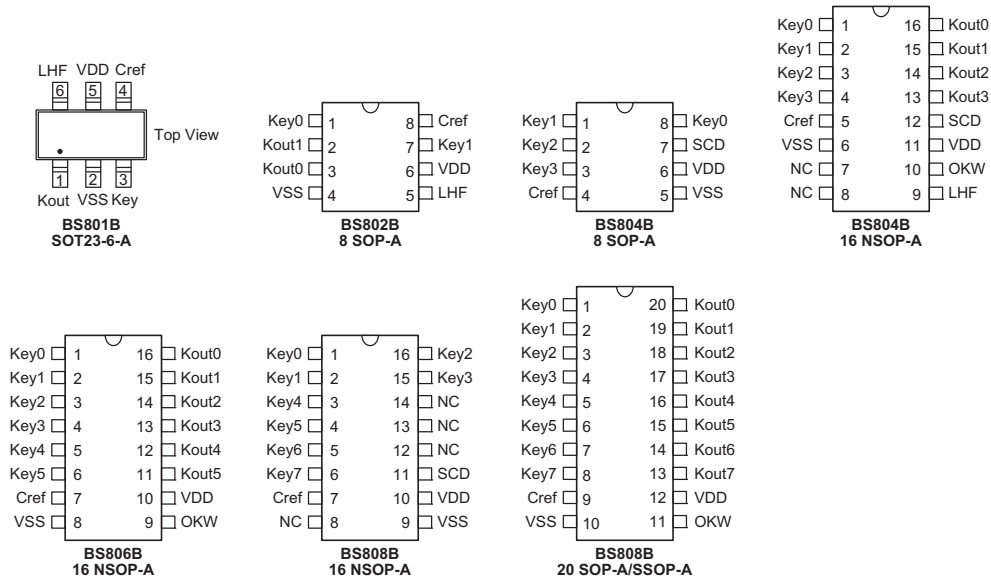 LHF VDD Cref
6 5 4
Top View
1 2 3
Kout VSS Key
BS801B
SOT23-6-A
Key0 1 8 Cref
Kout1 2 7 Key1
Kout0 3 6 VDD
VSS 4 5 LHF
BS802B
8 SOP-A
Key1 1 8 Key0
Key2 2 7 SCD
Key3 3 6 VDD
Cref 4 5 VSS
BS804B
8 SOP-A
Key0 1 16 Kout0
Key1 2 15 Kout1
Key2 3 14 Kout2
Key3 4 13 Kout3
Cref 5 12 SCD
VSS 6 11 VDD
NC 7 10 OKW
NC 8 9 LHF
BS804B
16 NSOP-A
Key0 1 16 Kout0
Key1 2 15 Kout1
Key2 3 14 Kout2
Key3 4 13 Kout3
Key4 5 12 Kout4
Key5 6 11 Kout5
Cref 7 10 VDD
VSS 8 9 OKW
BS806B
16 NSOP-A
Key0 1 16 Key2
Key1 2 15 Key3
Key4 3 14 NC
Key5 4 13 NC
Key6 5 12 NC
Key7 6 11 SCD
Cref 7 10 VDD
NC 8 9 VSS
BS808B
16 NSOP-A
Key0 1 20 Kout0
Key1 2 19 Kout1
Key2 3 18 Kout2
Key3 4 17 Kout3
Key4 5 16 Kout4
Key5 6 15 Kout5
Key6 7 14 Kout6
Key7 8 13 Kout7
Cref 9 12 VDD
VSS 10 11 OKW
BS808B
20 SOP-A/SSOP-A